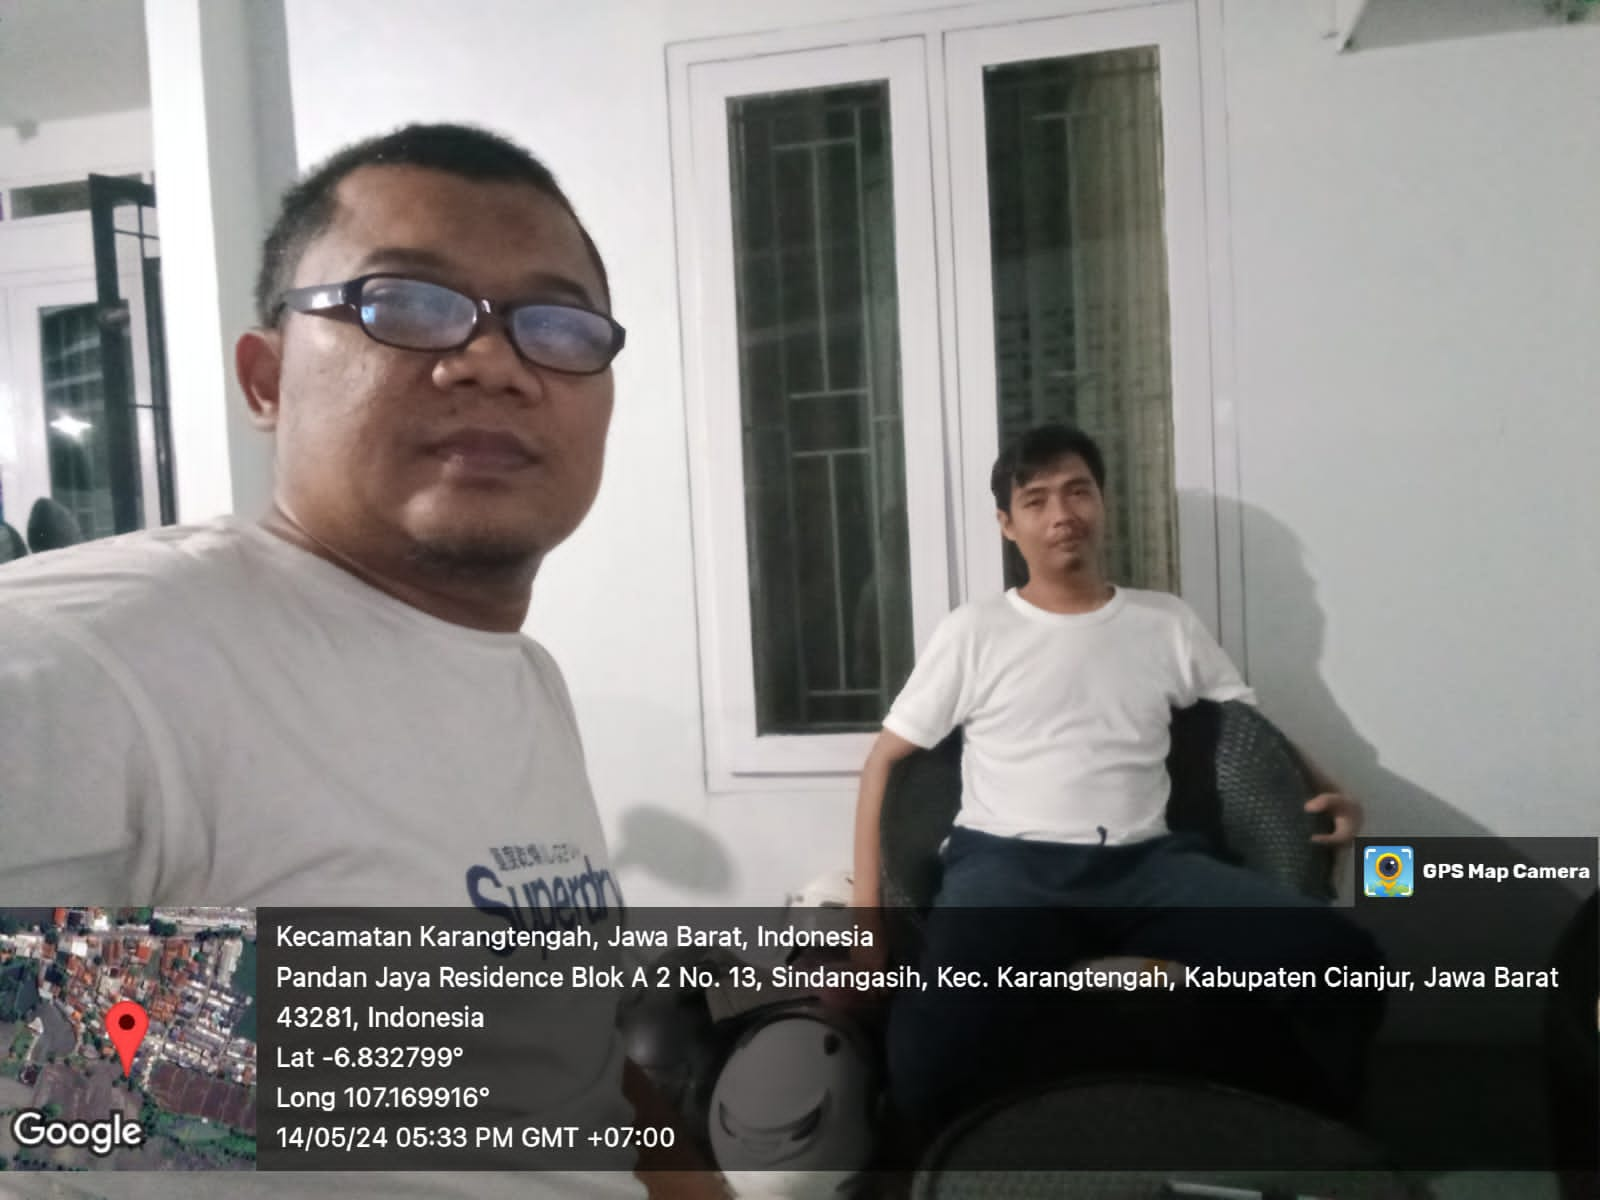 Superdry
GPS Map Camera
Kecamatan Karangtengah, Jawa Barat, Indonesia
Pandan Jaya Residence Blok A 2 No. 13, Sindangasih, Kec. Karangtengah, Kabupaten Cianjur, Jawa Barat
43281, Indonesia
Lat -6.832799°
Long 107.169916°
14/05/24 05:33 PM GMT +07:00
Google